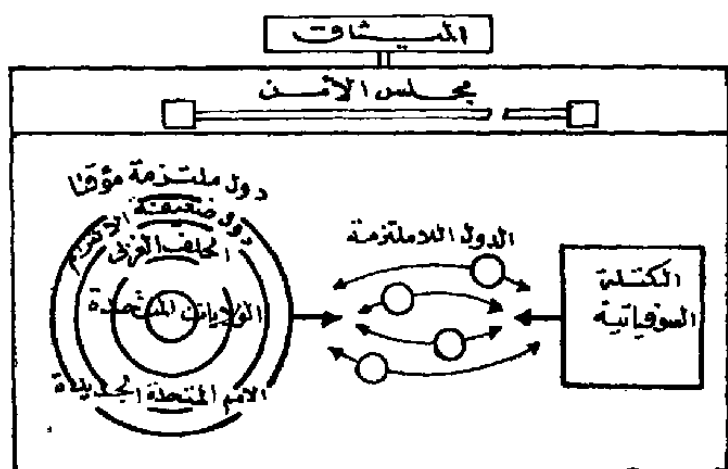 الميثاق
مجلس الأمن
دول ملتزمة مؤقتا
دول ضعيفة الالتزام
الحلف الغربي
الولايات المتحدة
الامم المتحدة الجديدة
الدول اللاملتزمة
الكتلة
السوفياتية